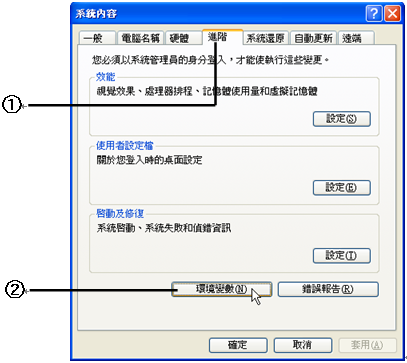 系統內容
一般 電腦名稱 硬體 進階 系統還原 自動更新 遠端
您必須以系統管理員的身分登入，才能使執行這些變更。
效能
①
視覺效果、處理器排程、記憶體使用量和虛擬記憶體
設定(S)
使用者設定檔
關於您登入時的桌面設定
設定(E)
啓動及修復
系統啓動、系統失敗和偵錯資訊
設定(T)
②
環境變數(N) 錯誤報告(R)
確定 取消 套用(A)